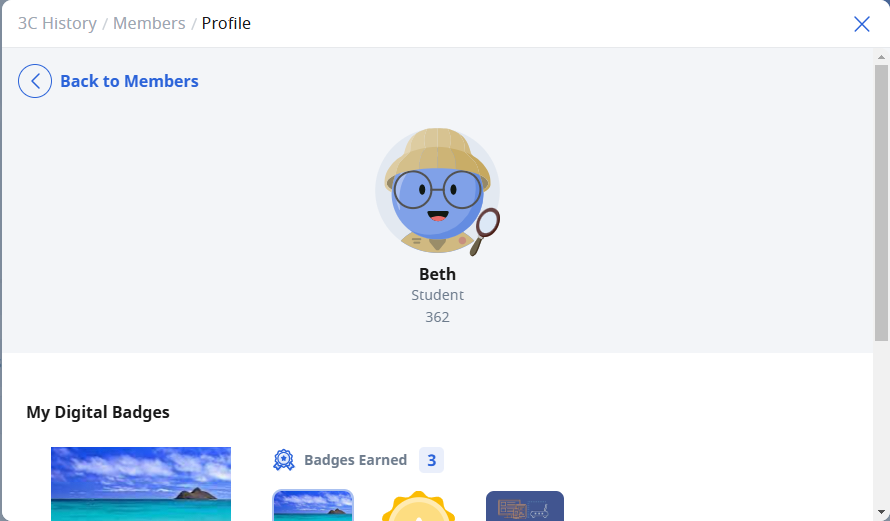 3C History / Members / Profile
Back to Members
Beth
Student
362
My Digital Badges
Badges Earned 3